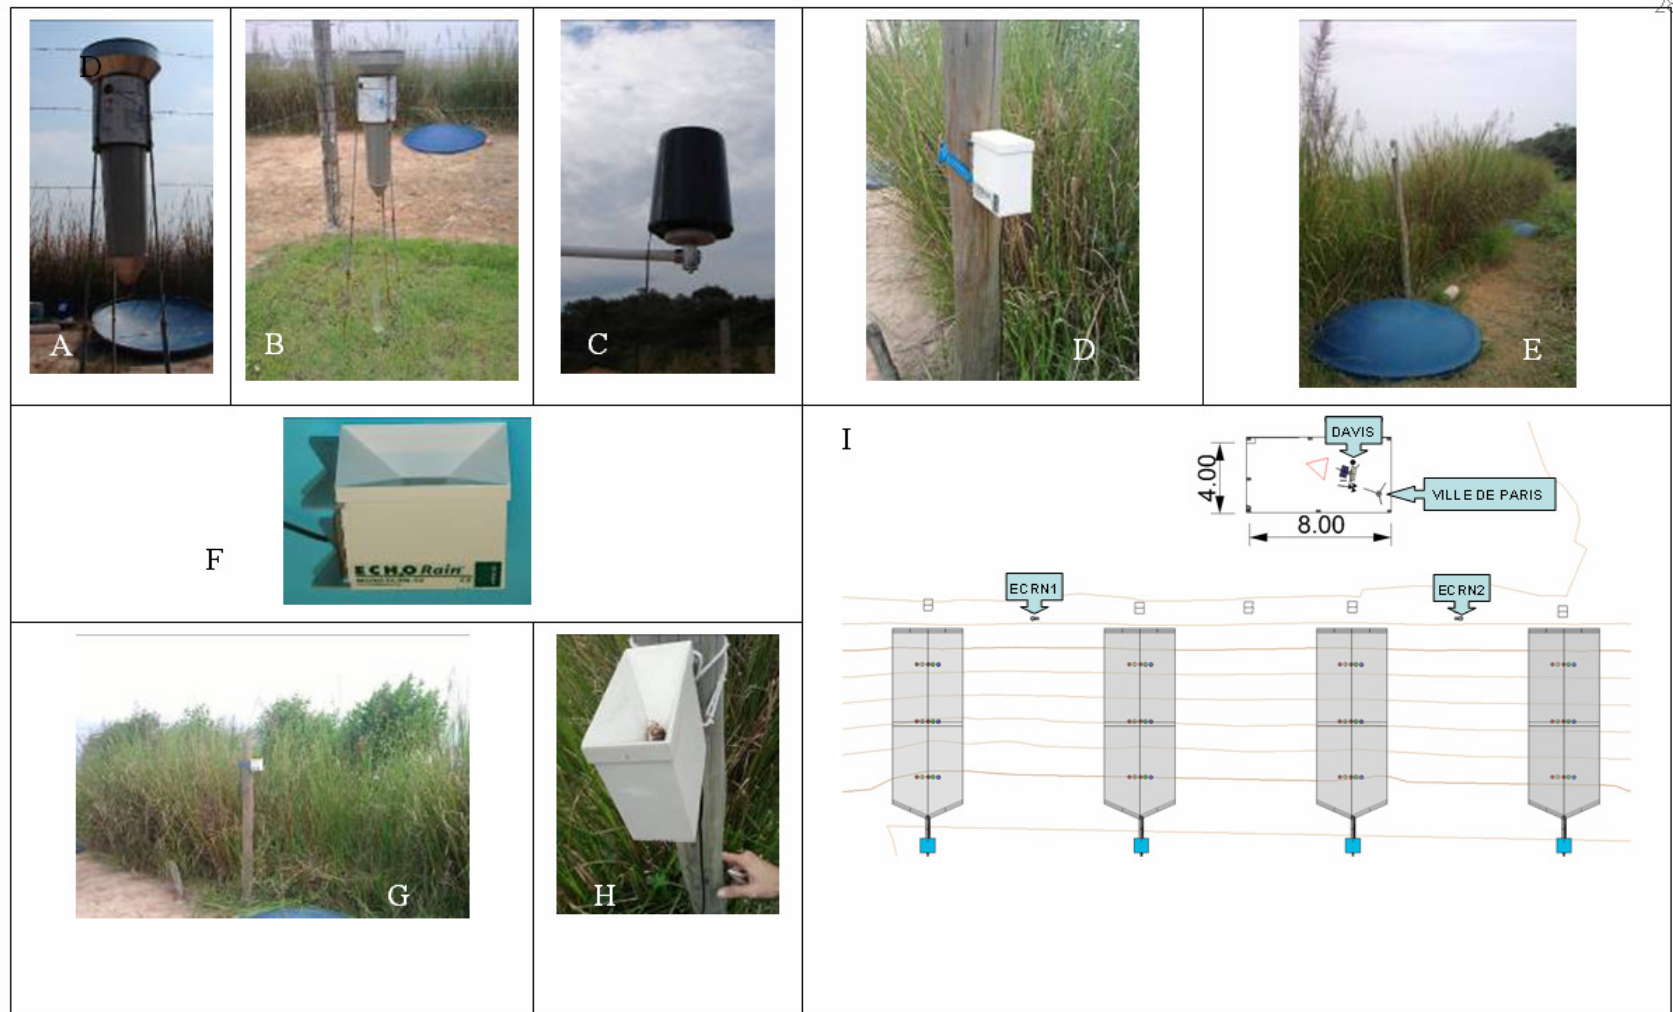 D
A
B
C
D
E
F
ECH₂O Rain
G
H
I
DAVIS
4.00
VILLE DE PARIS
8.00
ECRN1
ECRN2